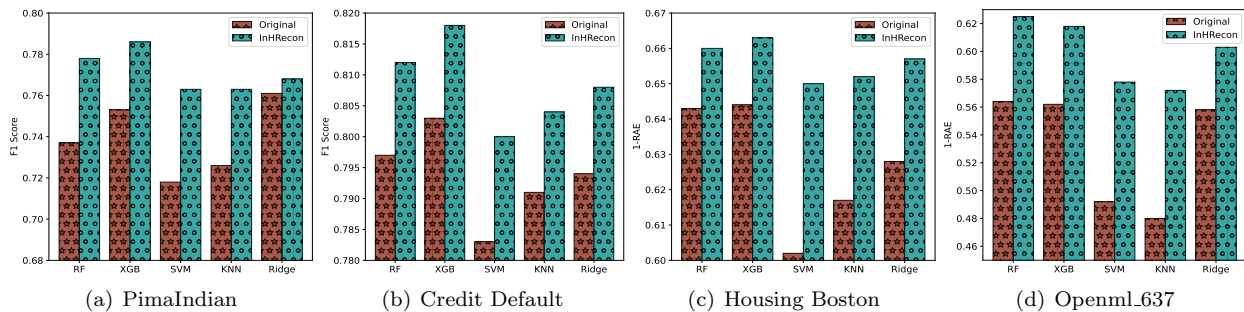 0.80
0.78
0.76
0.74
0.72
0.70
0.68
F1 Score
Original
InHRecon
RF XGB SVM KNN Ridge
(a) PimaIndian
0.820
0.815
0.810
0.805
0.800
0.795
0.790
0.785
0.780
F1 Score
Original
InHRecon
RF XGB SVM KNN Ridge
(b) Credit Default
0.67
0.66
0.65
0.64
0.63
0.62
0.61
0.60
1-RAE
Original
InHRecon
RF XGB SVM KNN Ridge
(c) Housing Boston
0.62
0.60
0.58
0.56
0.54
0.52
0.50
0.48
0.46
1-RAE
Original
InHRecon
RF XGB SVM KNN Ridge
(d) Openml_637